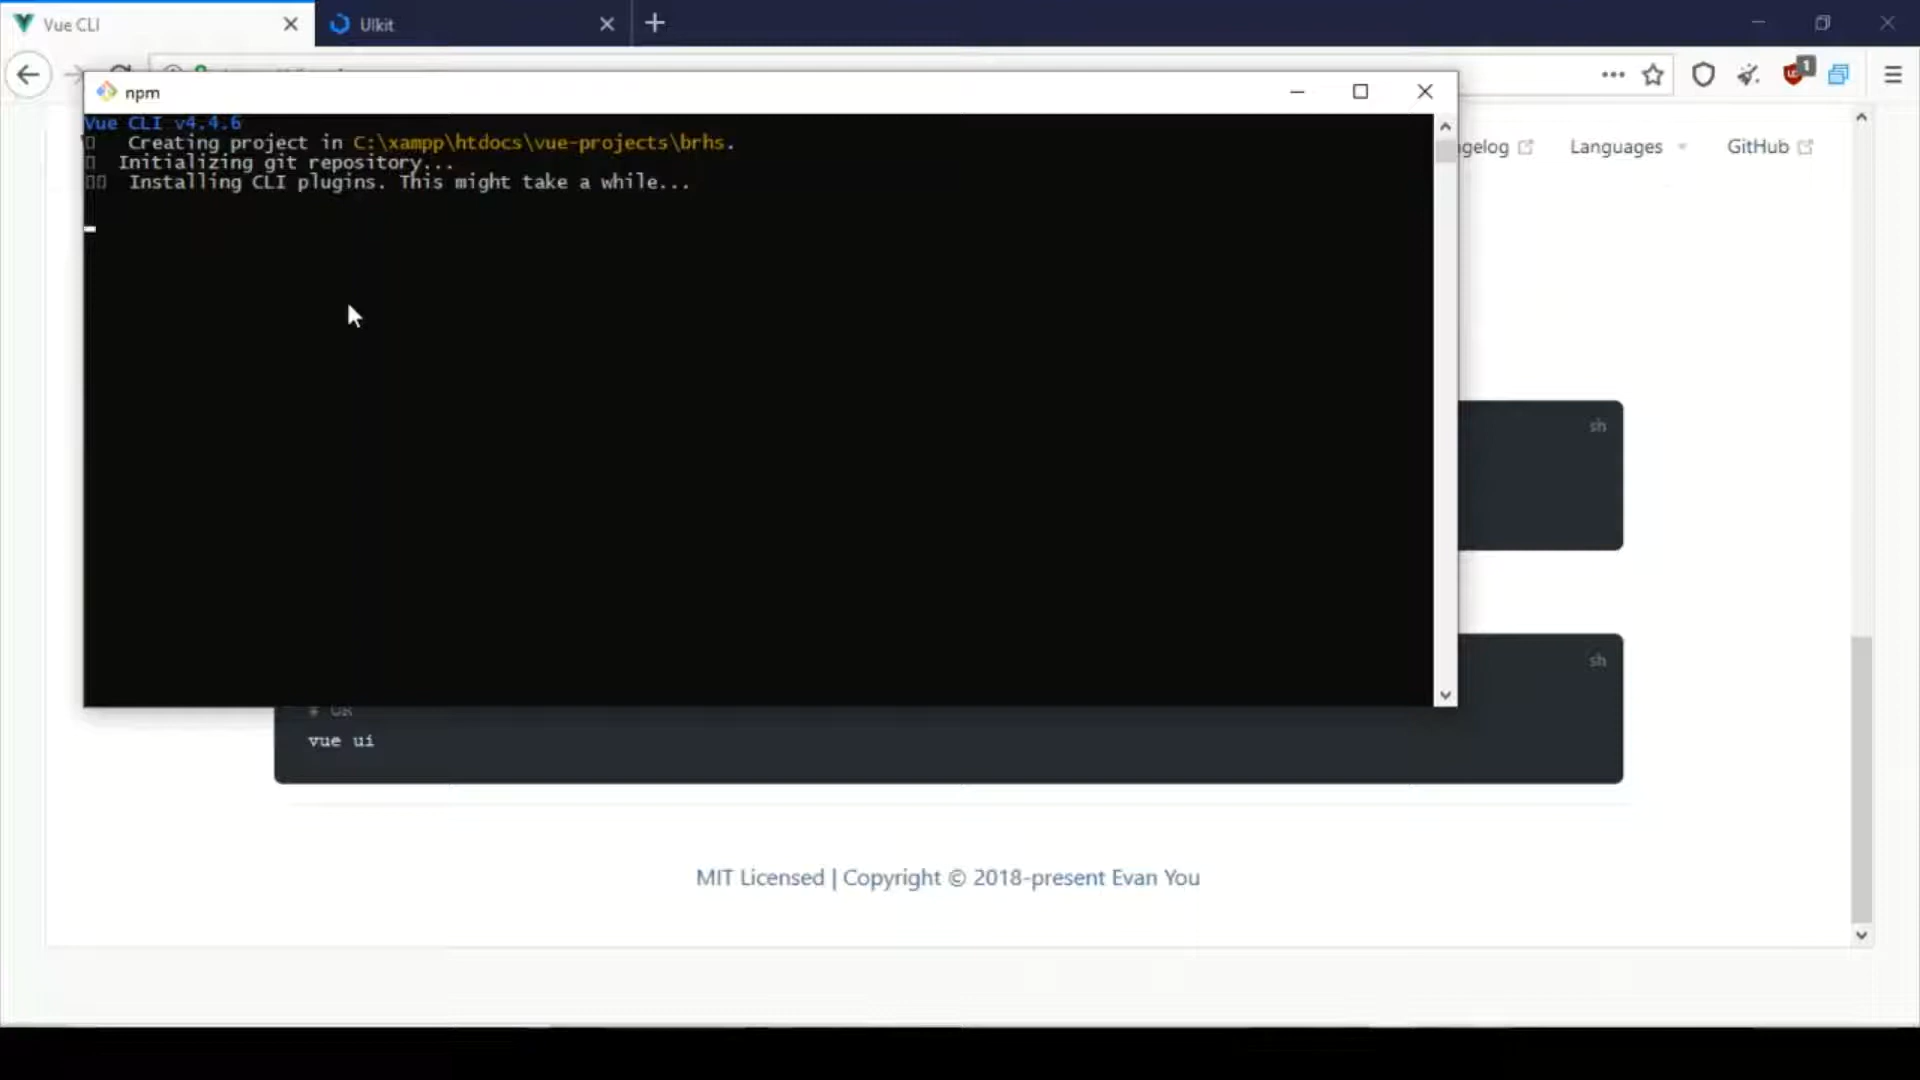 Vue CLI
UIkit
1
npm
Vue CLI v4.4.6
Creating project in C:\xampp\htdocs\vue-projects\brhs.
Initializing git repository...
Installing CLI plugins. This might take a while...
Languages
GitHub
sh
sh
vue ui
MIT Licensed | Copyright © 2018-present Evan You